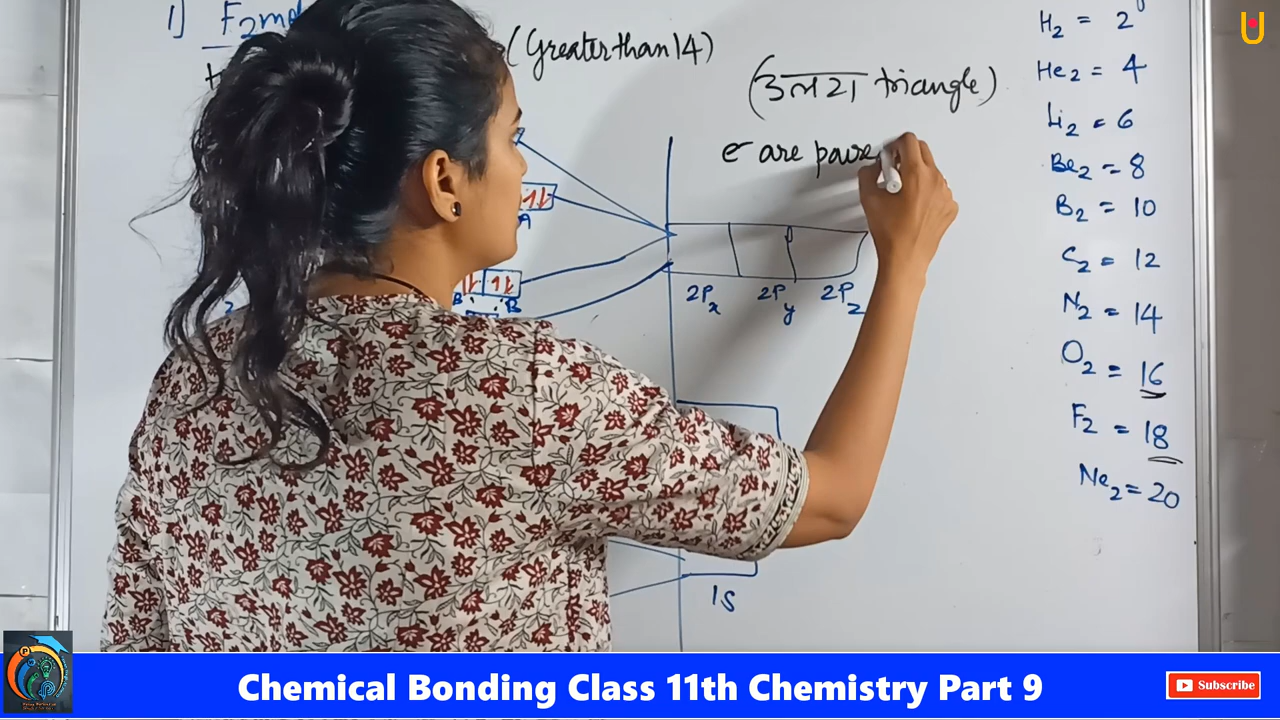 1] F2 mo
(Greater than 14)
(उलटा triangle)
e⁻ are paire
A
B B
2Px 2Py 2Pz
1S
H2 = 2
He2 = 4
Li2 = 6
Be2 = 8
B2 = 10
C2 = 12
N2 = 14
O2 = 16
F2 = 18
Ne2 = 20
Chemical Bonding Class 11th Chemistry Part 9
Subscribe